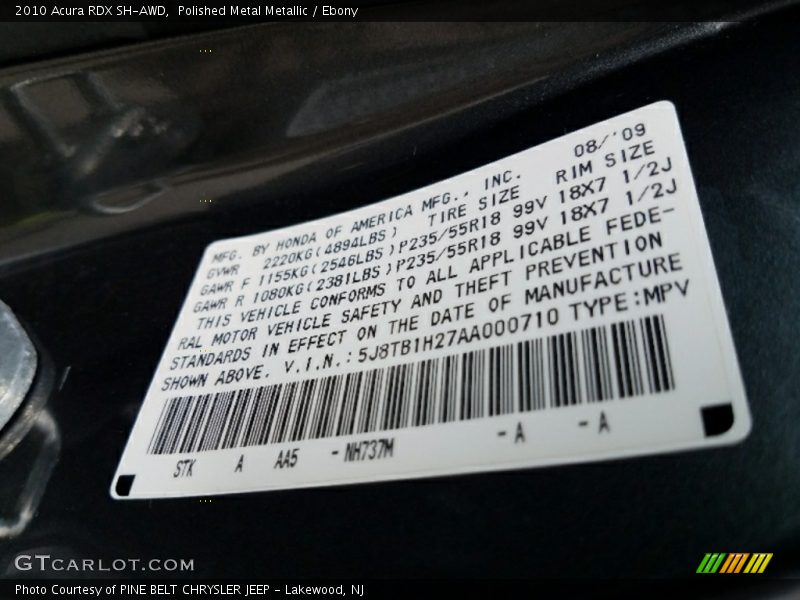 2010 Acura RDX SH-AWD, Polished Metal Metallic / Ebony
MFG. BY HONDA OF AMERICA MFG., INC. 08/'09
GVWR 2220KG(4894LBS) TIRE SIZE RIM SIZE
GAWR F 1155KG(2546LBS)P235/55R18 99V 18X7 1/2J
GAWR R 1080KG(2381LBS)P235/55R18 99V 18X7 1/2J
THIS VEHICLE CONFORMS TO ALL APPLICABLE FEDE-
RAL MOTOR VEHICLE SAFETY AND THEFT PREVENTION
STANDARDS IN EFFECT ON THE DATE OF MANUFACTURE
SHOWN ABOVE. V.I.N.:5J8TB1H27AA000710 TYPE:MPV
STK A AA5 -NH737M -A -A
GTCARLOT.COM
Photo Courtesy of PINE BELT CHRYSLER JEEP - Lakewood, NJ